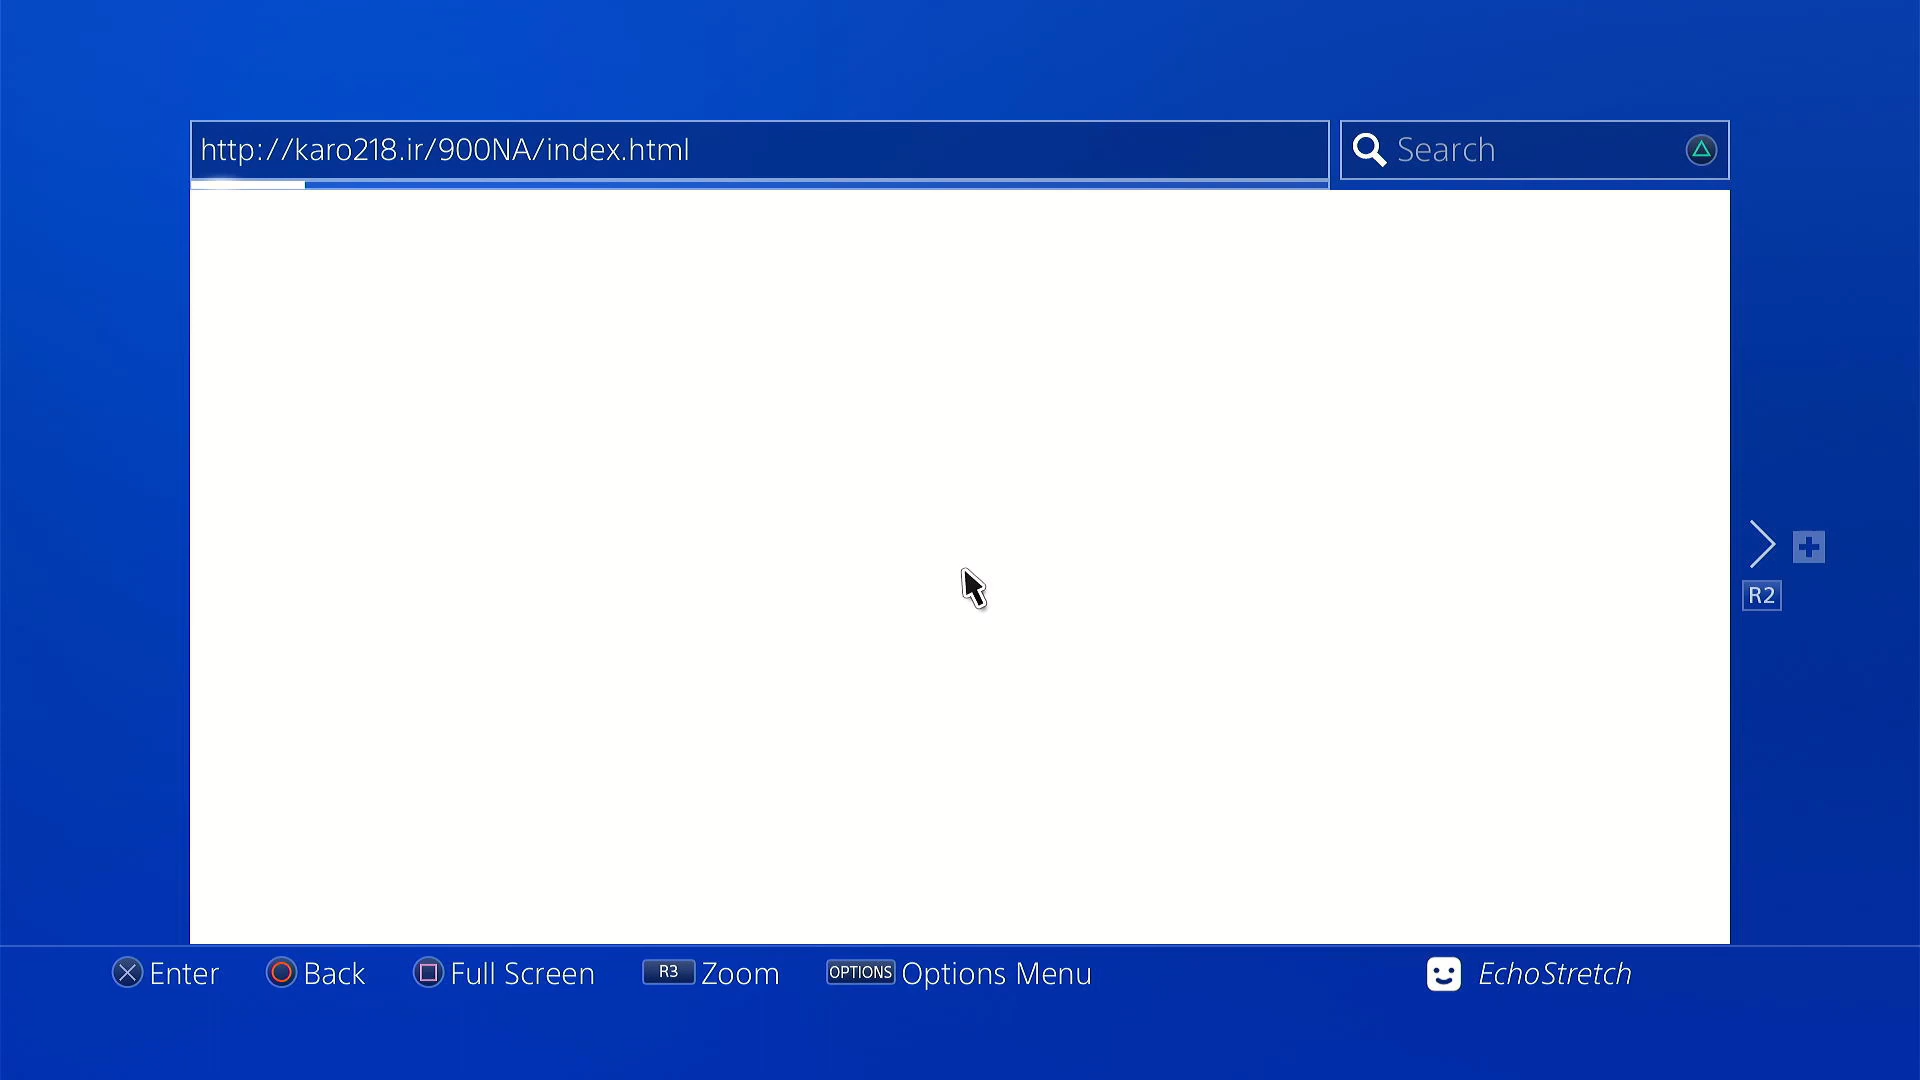 http://karo218.ir/900NA/index.html
Search
R2
Enter
Back
Full Screen
R3 Zoom
OPTIONS Options Menu
EchoStretch